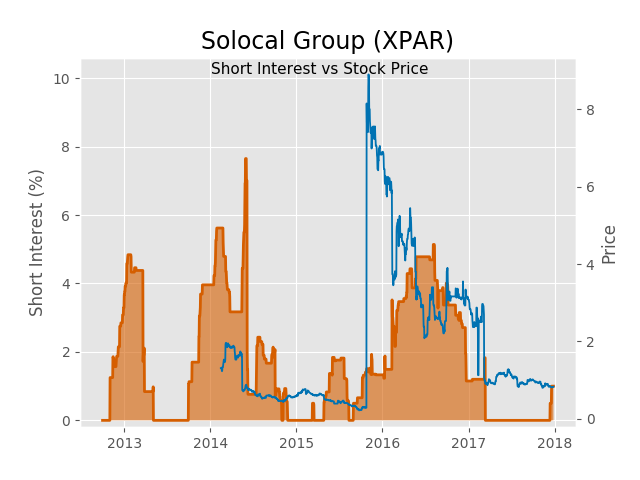 Solocal Group (XPAR)
Short Interest vs Stock Price
Short Interest (%)
10
8
6
4
2
0
Price
8
6
4
2
0
2013 2014 2015 2016 2017 2018